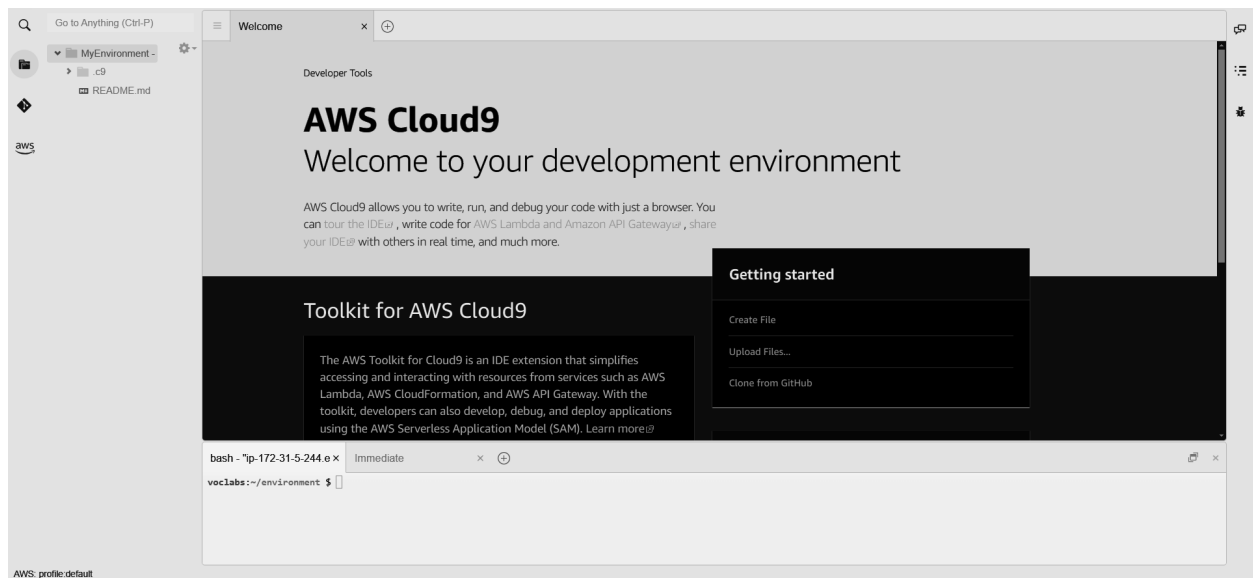 Go to Anything (Ctrl-P)
MyEnvironment -
.c9
README.md
aws
Welcome
Developer Tools
AWS Cloud9
Welcome to your development environment
AWS Cloud9 allows you to write, run, and debug your code with just a browser. You
can tour the IDE, write code for AWS Lambda and Amazon API Gateway, share
your IDE with others in real time, and much more.
Getting started
Create File
Upload Files...
Clone from GitHub
Toolkit for AWS Cloud9
The AWS Toolkit for Cloud9 is an IDE extension that simplifies
accessing and interacting with resources from services such as AWS
Lambda, AWS CloudFormation, and AWS API Gateway. With the
toolkit, developers can also develop, debug, and deploy applications
using the AWS Serverless Application Model (SAM). Learn more
bash - "ip-172-31-5-244.e
Immediate
voclabs:~/environment $
AWS: profile:default